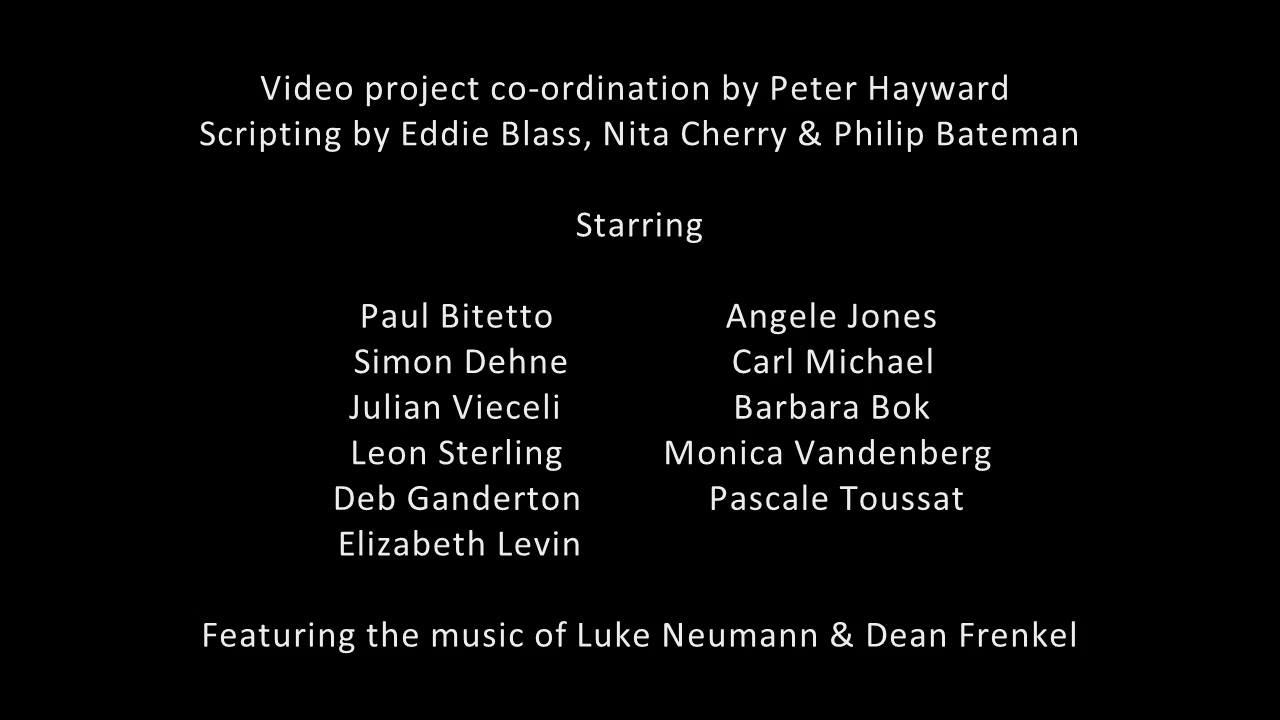 Video project co-ordination by Peter Hayward
Scripting by Eddie Blass, Nita Cherry & Philip Bateman
Starring
Paul Bitetto
Simon Dehne
Julian Vieceli
Leon Sterling
Deb Ganderton
Elizabeth Levin
Angele Jones
Carl Michael
Barbara Bok
Monica Vandenberg
Pascale Toussat
Featuring the music of Luke Neumann & Dean Frenkel